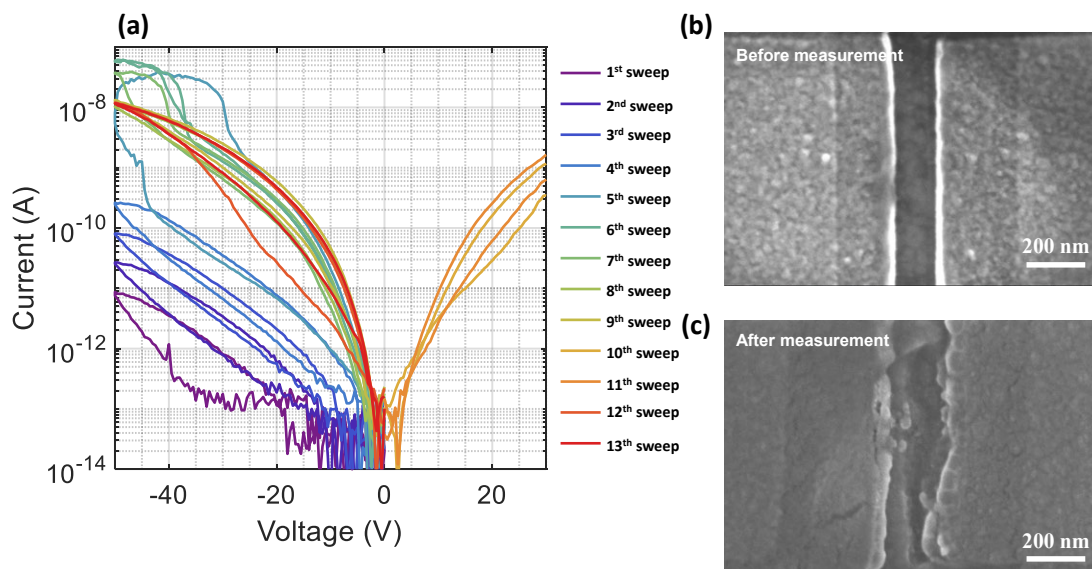 (a)
10⁻⁸
10⁻¹⁰
10⁻¹²
10⁻¹⁴
Current (A)
-40
-20
0
20
Voltage (V)
1ˢᵗ sweep
2ⁿᵈ sweep
3ʳᵈ sweep
4ᵗʰ sweep
5ᵗʰ sweep
6ᵗʰ sweep
7ᵗʰ sweep
8ᵗʰ sweep
9ᵗʰ sweep
10ᵗʰ sweep
11ᵗʰ sweep
12ᵗʰ sweep
13ᵗʰ sweep
(b)
Before measurement
200 nm
(c)
After measurement
200 nm